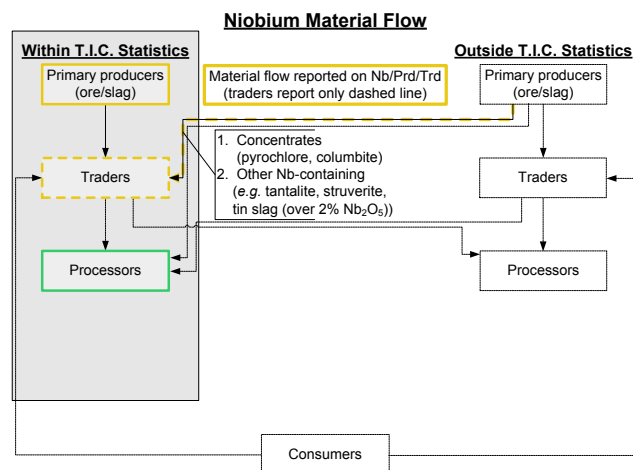 Niobium Material Flow
Within T.I.C. Statistics
Outside T.I.C. Statistics
Primary producers
(ore/slag)
Material flow reported on Nb/Prd/Trd
(traders report only dashed line)
Primary producers
(ore/slag)
1. Concentrates
(pyrochlore, columbite)
2. Other Nb-containing
(e.g. tantalite, struverite,
tin slag (over 2% Nb₂O₅))
Traders
Traders
Processors
Processors
Consumers